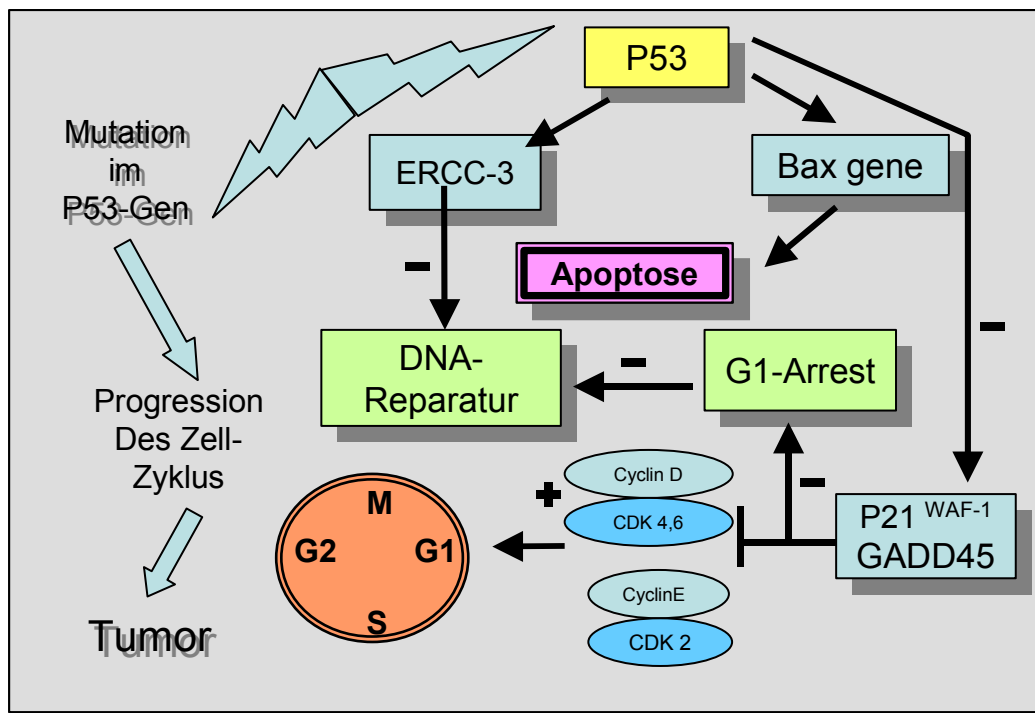 P53
Mutation
im
P53-Gen
ERCC-3
Bax gene
-
Apoptose
-
DNA-
Reparatur
-
G1-Arrest
Progression
Des Zell-
Zyklus
+
Cyclin D
CDK 4,6
-
P21 WAF-1
GADD45
M
G2
G1
S
CyclinE
CDK 2
Tumor